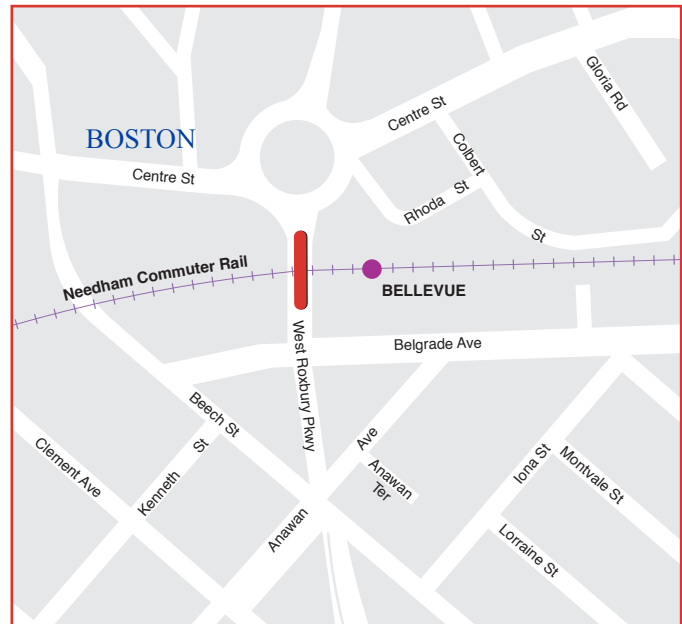 Gloria Rd
Centre St
BOSTON
Colbert
St
Centre St
Rhoda St
Needham Commuter Rail
BELLEVUE
West Roxbury Pkwy
Belgrade Ave
Beech St
Kenneth St
Clement Ave
Anawan Ave
Anawan
Ter
Iona St
Montvale St
Lorraine St